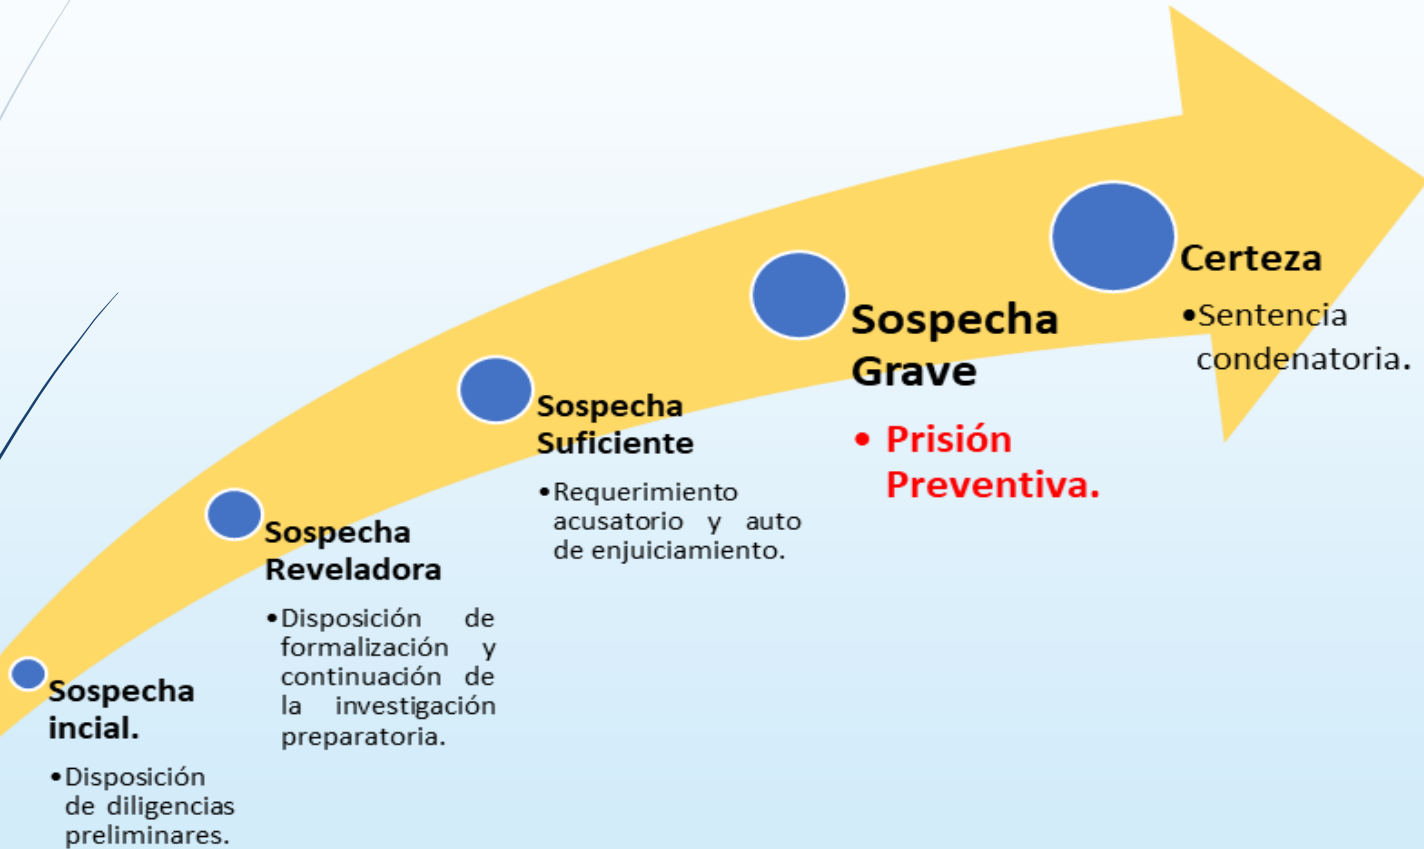 Sospecha
incial.
•Disposición
de diligencias
preliminares.
Sospecha
Reveladora
•Disposición de
formalización y
continuación de
la investigación
preparatoria.
Sospecha
Suficiente
•Requerimiento
acusatorio y auto
de enjuiciamiento.
Sospecha
Grave
• Prisión
Preventiva.
Certeza
•Sentencia
condenatoria.